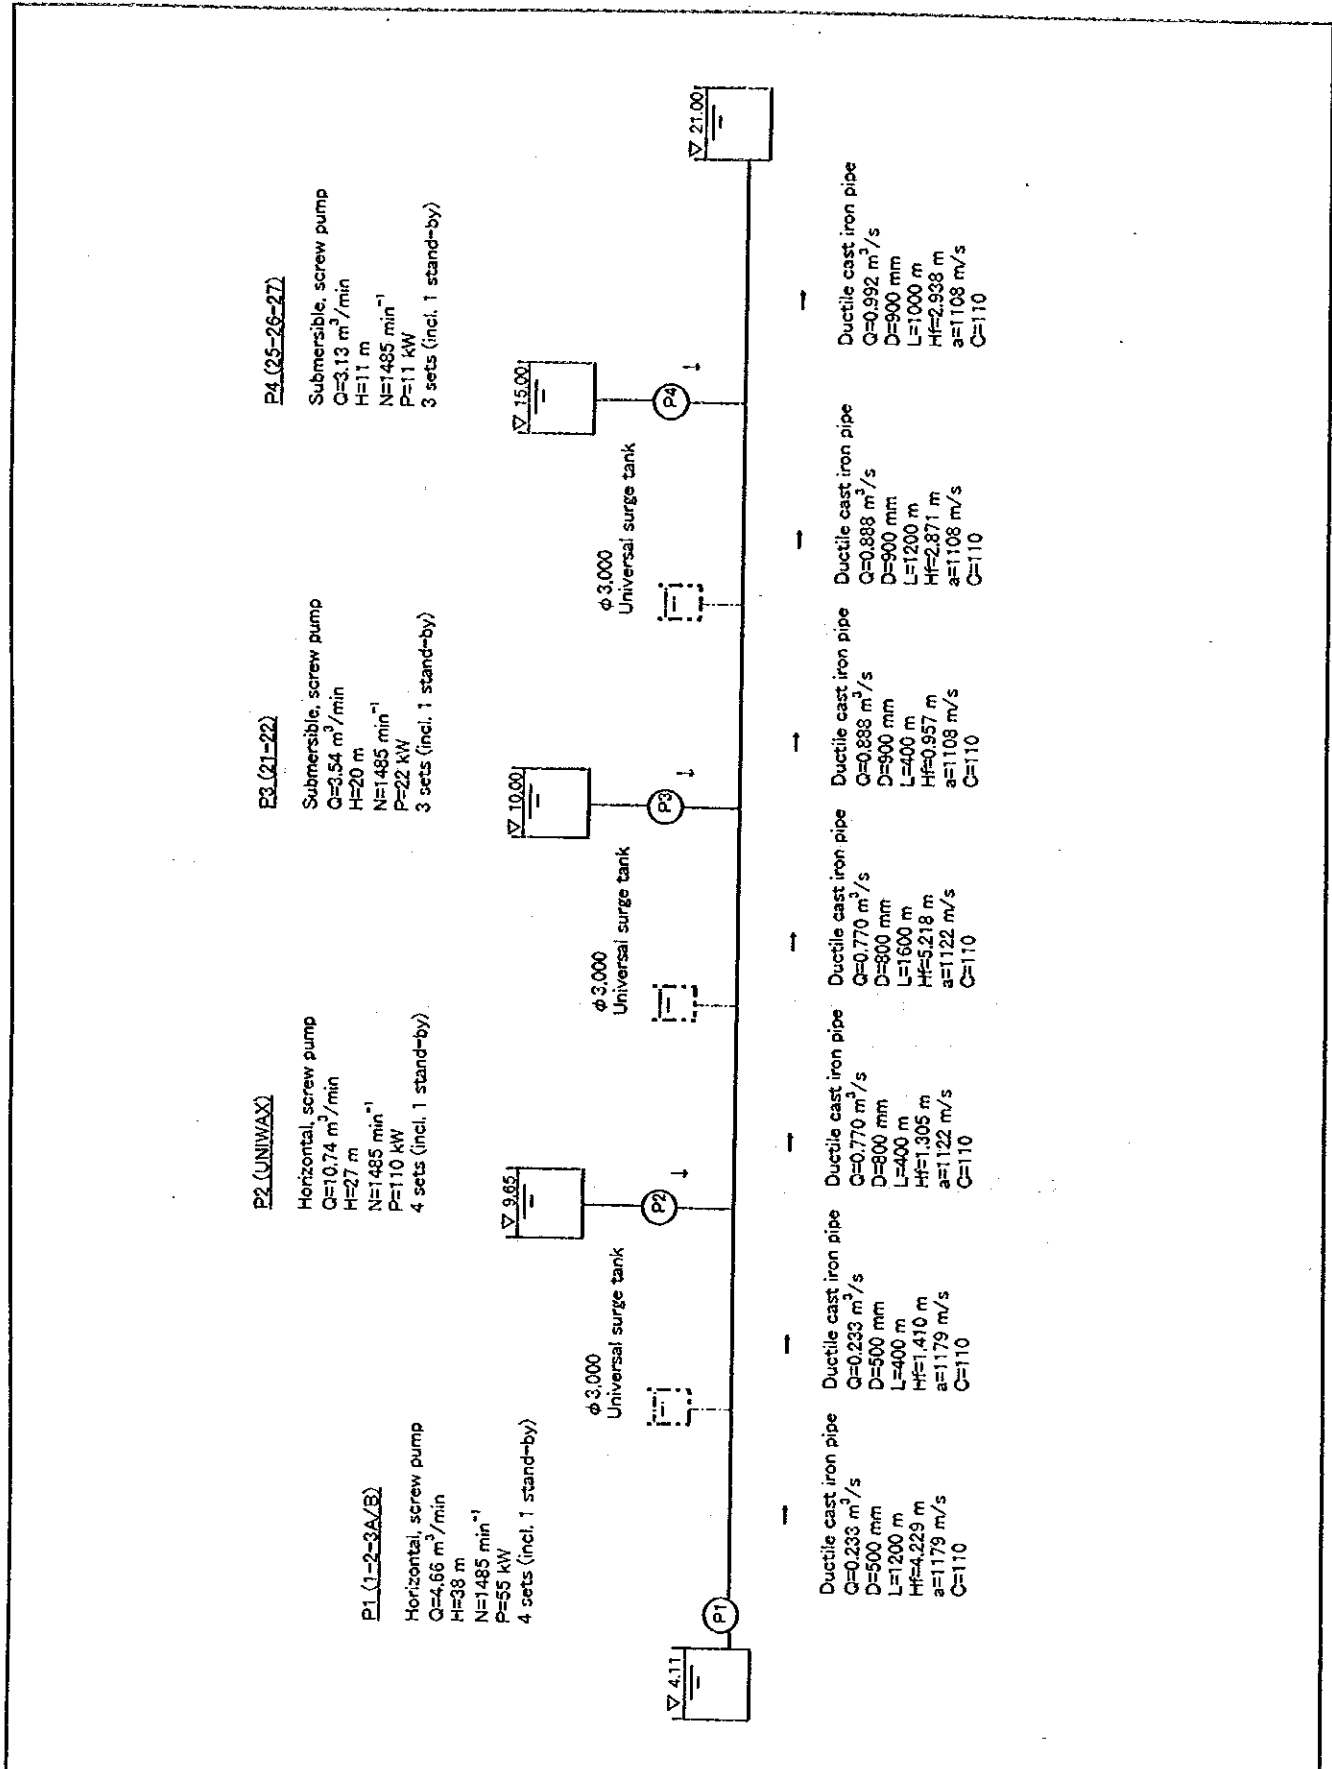 P1 (1-2-3A/B)
Horizontal, screw pump
Q=4.66 m³/min
H=38 m
N=1485 min⁻¹
P=55 kW
4 sets (incl. 1 stand-by)
P2 (UNIWAX)
Horizontal, screw pump
Q=10.74 m³/min
H=27 m
N=1485 min⁻¹
P=110 kW
4 sets (incl. 1 stand-by)
P3 (21-22)
Submersible, screw pump
Q=3.54 m³/min
H=20 m
N=1485 min⁻¹
P=22 kW
3 sets (incl. 1 stand-by)
P4 (25-26-27)
Submersible, screw pump
Q=3.13 m³/min
H=11 m
N=1485 min⁻¹
P=11 kW
3 sets (incl. 1 stand-by)
▽ 4.11
P1
φ3,000
Universal surge tank
▽ 9.65
P2
φ3,000
Universal surge tank
▽ 10.00
P3
φ3,000
Universal surge tank
▽ 15.00
P4
▽ 21.00
Ductile cast iron pipe
Q=0.233 m³/s
D=500 mm
L=1200 m
Hf=4.229 m
a=1179 m/s
C=110
Ductile cast iron pipe
Q=0.233 m³/s
D=500 mm
L=400 m
Hf=1.410 m
a=1179 m/s
C=110
Ductile cast iron pipe
Q=0.770 m³/s
D=800 mm
L=400 m
Hf=1.305 m
a=1122 m/s
C=110
Ductile cast iron pipe
Q=0.770 m³/s
D=800 mm
L=1600 m
Hf=5.218 m
a=1122 m/s
C=110
Ductile cast iron pipe
Q=0.888 m³/s
D=900 mm
L=400 m
Hf=0.957 m
a=1108 m/s
C=110
Ductile cast iron pipe
Q=0.888 m³/s
D=900 mm
L=1200 m
Hf=2.871 m
a=1108 m/s
C=110
Ductile cast iron pipe
Q=0.992 m³/s
D=900 mm
L=1000 m
Hf=2.938 m
a=1108 m/s
C=110